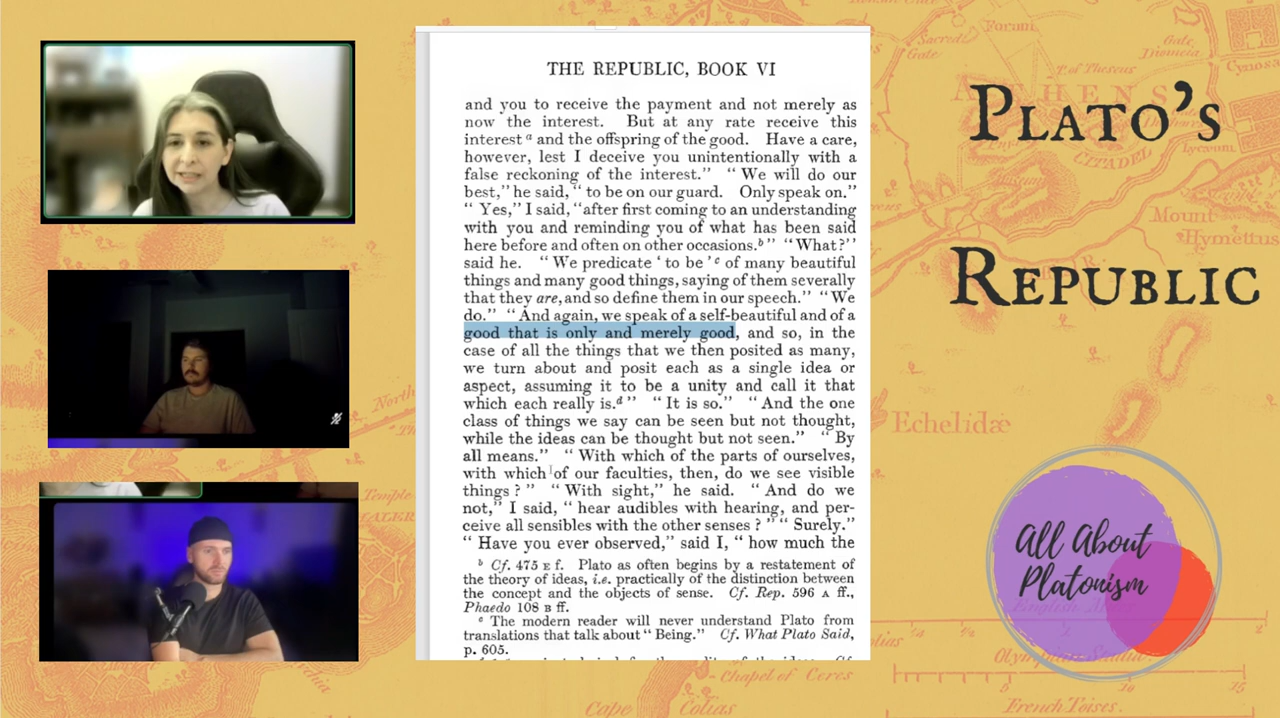 THE REPUBLIC, BOOK VI
and you to receive the payment and not merely as
now the interest. But at any rate receive this
interest ᵃ and the offspring of the good. Have a care,
however, lest I deceive you unintentionally with a
false reckoning of the interest.” “ We will do our
best,” he said, “ to be on our guard. Only speak on.”
“ Yes,” I said, “after first coming to an understanding
with you and reminding you of what has been said
here before and often on other occasions.ᵇ” “What?”
said he. “ We predicate ‘ to be ’ ᶜ of many beautiful
things and many good things, saying of them severally
that they are, and so define them in our speech.” “ We
do.” “ And again, we speak of a self-beautiful and of a
good that is only and merely good, and so, in the
case of all the things that we then posited as many,
we turn about and posit each as a single idea or
aspect, assuming it to be a unity and call it that
which each really is.ᵈ” “ It is so.” “ And the one
class of things we say can be seen but not thought,
while the ideas can be thought but not seen.” “ By
all means.” “ With which of the parts of ourselves,
with which of our faculties, then, do we see visible
things ? ” “ With sight,” he said. “ And do we
not,” I said, “ hear audibles with hearing, and per-
ceive all sensibles with the other senses ? ” “ Surely.”
“ Have you ever observed,” said I, “ how much the
ᵇ Cf. 475 E f. Plato as often begins by a restatement of
the theory of ideas, i.e. practically of the distinction between
the concept and the objects of sense. Cf. Rep. 596 A ff.,
Phaedo 108 B ff.
ᶜ The modern reader will never understand Plato from
translations that talk about “ Being.” Cf. What Plato Said,
p. 605.
PLATO’S
REPUBLIC
All About
Platonism
Sacred
Gate
Forum
P.t of Theseus
ATHENS
CITADEL
Gate,
Diomeia
Cynosa
Lyceum
Mount
Hymettus
Echelidæ
North
Temple
Chapel of Ceres
Cape
Colias
10
15
French Toises.